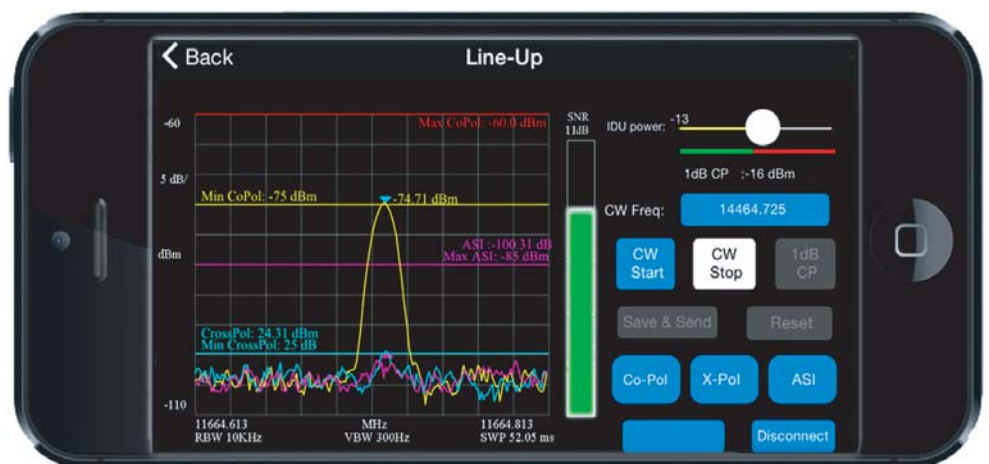 Back
Line-Up
-60
5 dB/
dBm
-110
Max CoPol: -60.0 dBm
Min CoPol: -75 dBm
-74.71 dBm
ASI :-100.31 dB
Max ASI: -85 dBm
CrossPol: 24.31 dBm
Min CrossPol: 25 dB
11664.613
MHz
11664.813
RBW 10KHz
VBW 300Hz
SWP 52.05 ms
SNR
11dB
IDU power:
-13
1dB CP :-16 dBm
CW Freq:
14464.725
CW
Start
CW
Stop
1dB
CP
Save & Send
Reset
Co-Pol
X-Pol
ASI
Disconnect